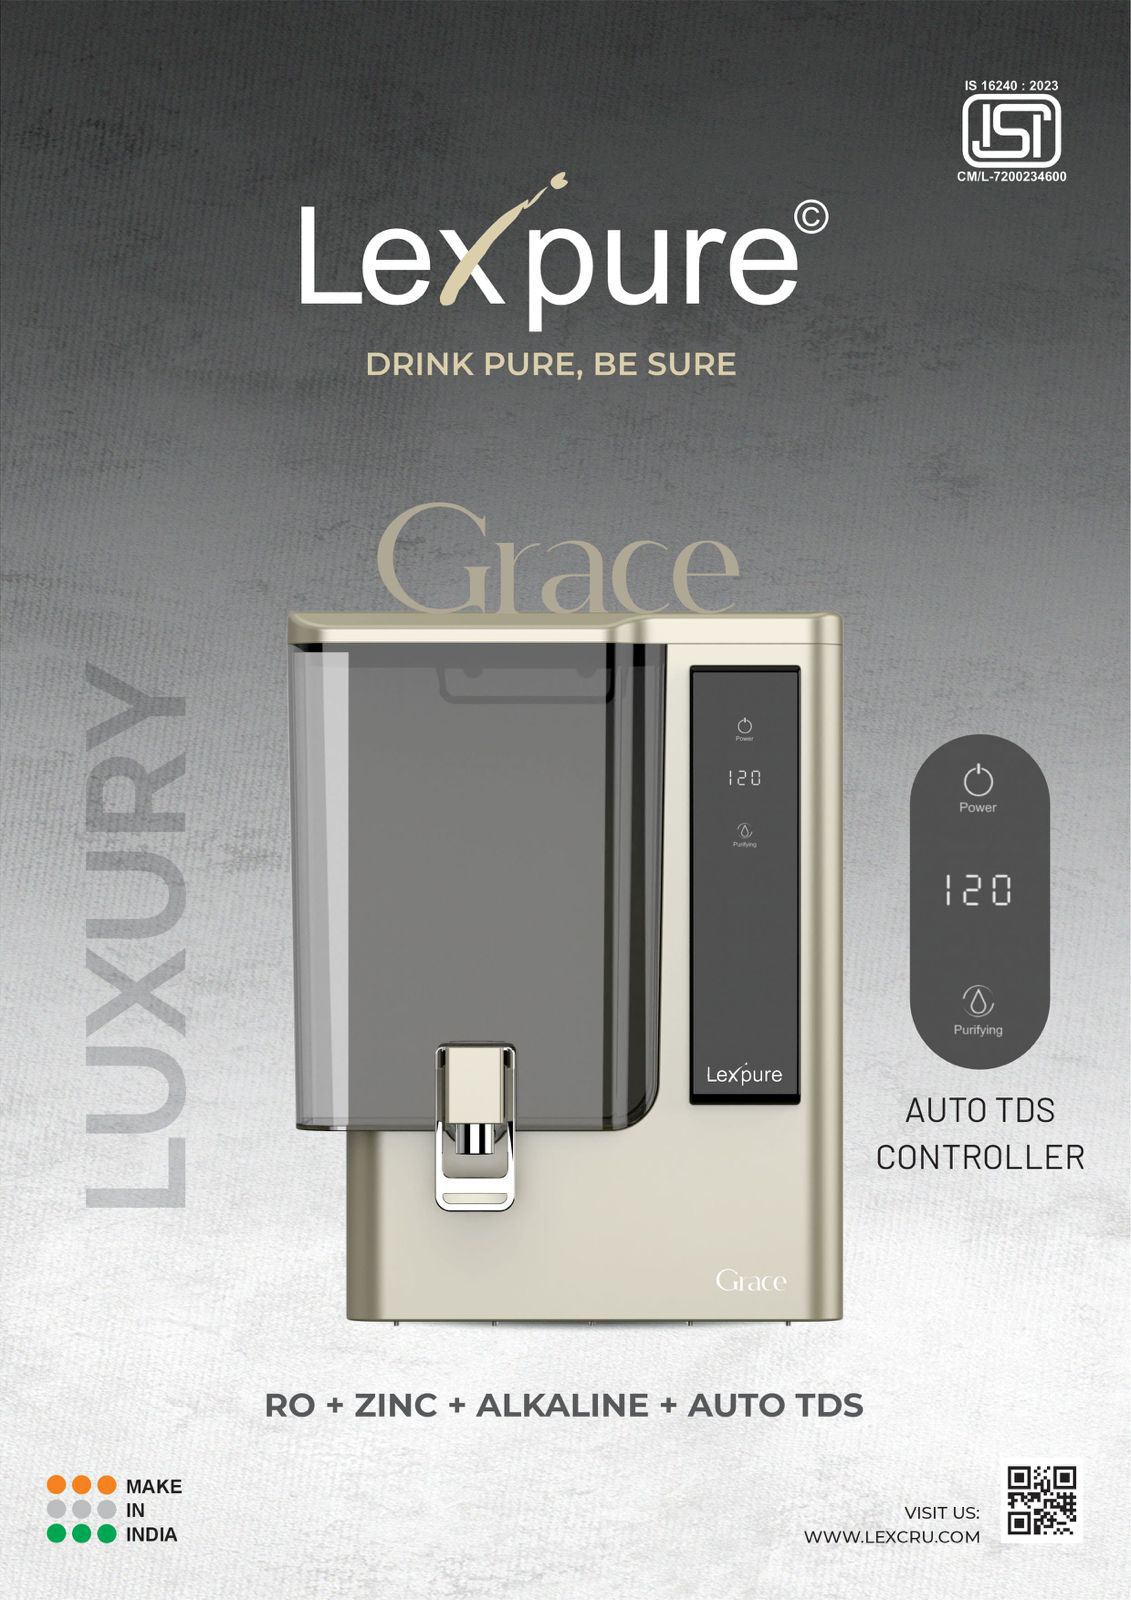 IS 16240 : 2023
ISI
CM/L-7200234600
Lexpure©
DRINK PURE, BE SURE
Grace
LUXURY
Power
120
Purifying
Lexpure
Grace
Power
120
Purifying
AUTO TDS
CONTROLLER
RO + ZINC + ALKALINE + AUTO TDS
MAKE
IN
INDIA
VISIT US:
WWW.LEXCRU.COM